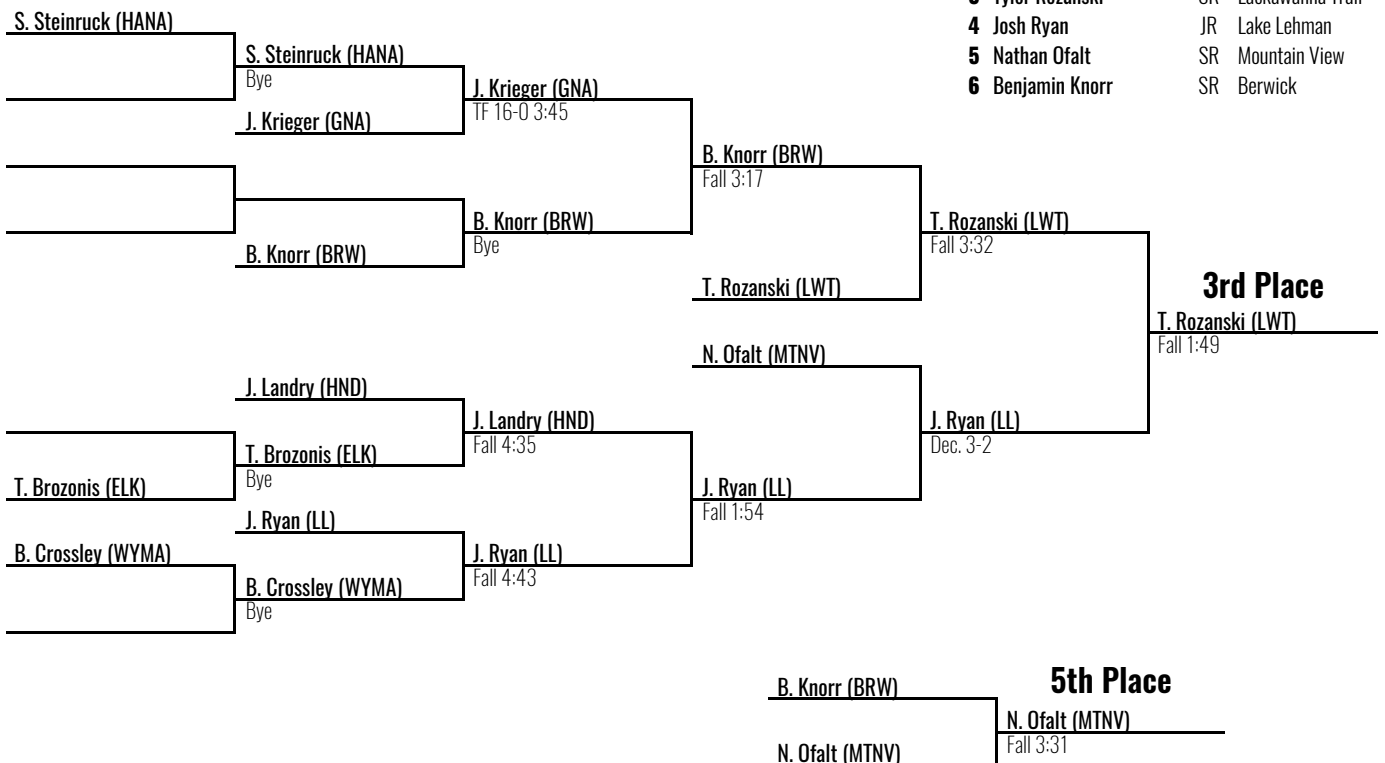 4 Josh Ryan JR Lake Lehman
5 Nathan Ofalt SR Mountain View
6 Benjamin Knorr SR Berwick
S. Steinruck (HANA)
S. Steinruck (HANA)
Bye
J. Krieger (GNA)
J. Krieger (GNA)
TF 16-0 3:45
B. Knorr (BRW)
Fall 3:17
B. Knorr (BRW)
B. Knorr (BRW)
Bye
T. Rozanski (LWT)
T. Rozanski (LWT)
Fall 3:32
3rd Place
T. Rozanski (LWT)
Fall 1:49
N. Ofalt (MTNV)
J. Landry (HND)
J. Landry (HND)
Fall 4:35
T. Brozonis (ELK)
Bye
T. Brozonis (ELK)
J. Ryan (LL)
Dec. 3-2
J. Ryan (LL)
Fall 1:54
J. Ryan (LL)
J. Ryan (LL)
Fall 4:43
B. Crossley (WYMA)
B. Crossley (WYMA)
Bye
5th Place
B. Knorr (BRW)
N. Ofalt (MTNV)
Fall 3:31
N. Ofalt (MTNV)